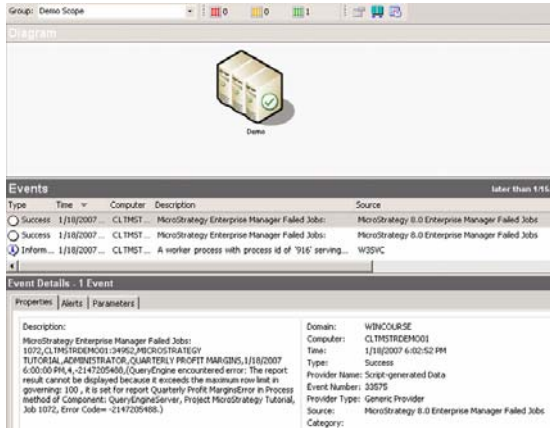 Group: Demo Scope 0 0 1
Diagram
Demo
Events later than 1/15
Type Time Computer Description Source
Success 1/18/2007... CLTMST... MicroStrategy Enterprise Manager Failed Jobs: MicroStrategy 8.0 Enterprise Manager Failed Jobs
Success 1/18/2007... CLTMST... MicroStrategy Enterprise Manager Failed Jobs: MicroStrategy 8.0 Enterprise Manager Failed Jobs
Inform... 1/18/2007... CLTMST... A worker process with process id of '916' serving... W3SVC
Event Details - 1 Event
Properties Alerts Parameters
Description:
MicroStrategy Enterprise Manager Failed Jobs:
1072,CLTMSTRDEMO01:34952,MICROSTRATEGY
TUTORIAL,ADMINISTRATOR,QUARTERLY PROFIT MARGINS,1/18/2007
6:00:00 PM,4,-2147205488,(QueryEngine encountered error: The report
result cannot be displayed because it exceeds the maximum row limit in
governing: 100 , it is set for report Quarterly Profit MarginsError in Process
method of Component: QueryEngineServer, Project MicroStrategy Tutorial,
Job 1072, Error Code= -2147205488.)
Domain: WINCOURSE
Computer: CLTMSTRDEMO01
Time: 1/18/2007 6:02:52 PM
Type: Success
Provider Name: Script-generated Data
Event Number: 33575
Provider Type: Generic Provider
Source: MicroStrategy 8.0 Enterprise Manager Failed Jobs
Category: